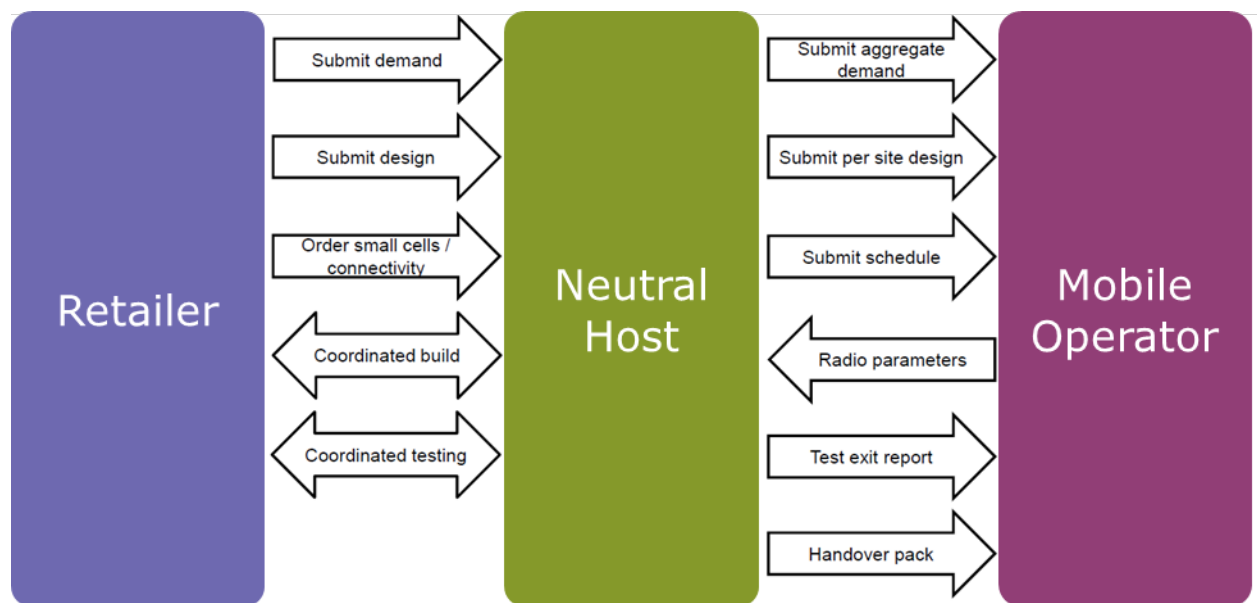 Retailer
Submit demand
Submit design
Order small cells /
connectivity
Coordinated build
Coordinated testing
Neutral
Host
Submit aggregate
demand
Submit per site design
Submit schedule
Radio parameters
Test exit report
Handover pack
Mobile
Operator